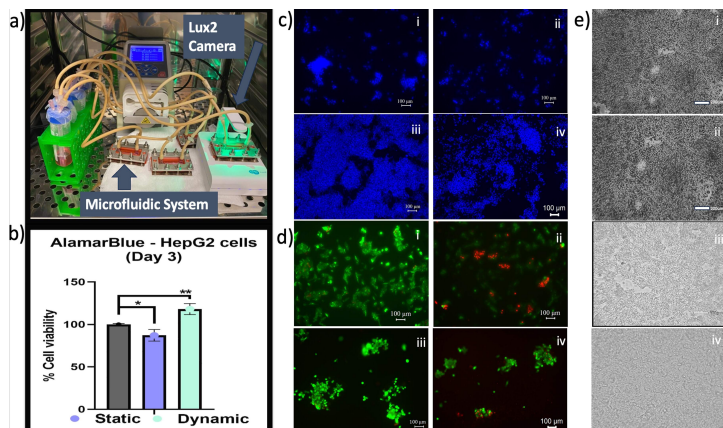 a)
Lux2
Camera
Microfluidic System
b)
AlamarBlue - HepG2 cells
(Day 3)
% Cell viability
150
100
50
0
*
**
Static
Dynamic
c)
i
100 µm
ii
100 µm
iii
100 µm
iv
100 µm
d)
i
100 µm
ii
100 µm
iii
100 µm
iv
100 µm
e)
i
ii
iii
iv